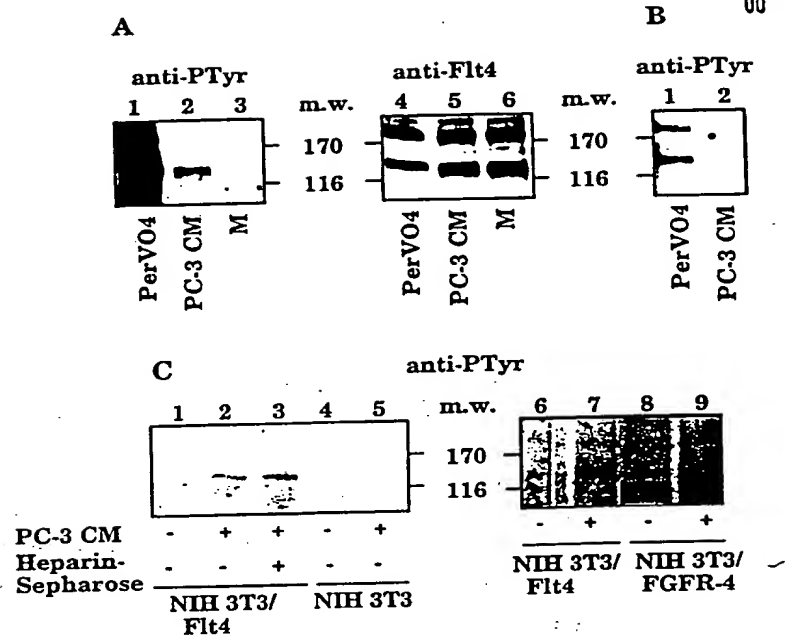 A
anti-PTyr
1 2 3
m.w.
170
116
PerVO4
PC-3 CM
M
anti-Flt4
4 5 6
m.w.
170
116
PerVO4
PC-3 CM
M
B
anti-PTyr
1 2
PerVO4
PC-3 CM
C
anti-PTyr
1 2 3 4 5
m.w.
170
116
6 7 8 9
PC-3 CM - + + - +
Heparin-
Sepharose - - + - -
NIH 3T3/
Flt4
NIH 3T3
- + - +
NIH 3T3/
Flt4
NIH 3T3/
FGFR-4